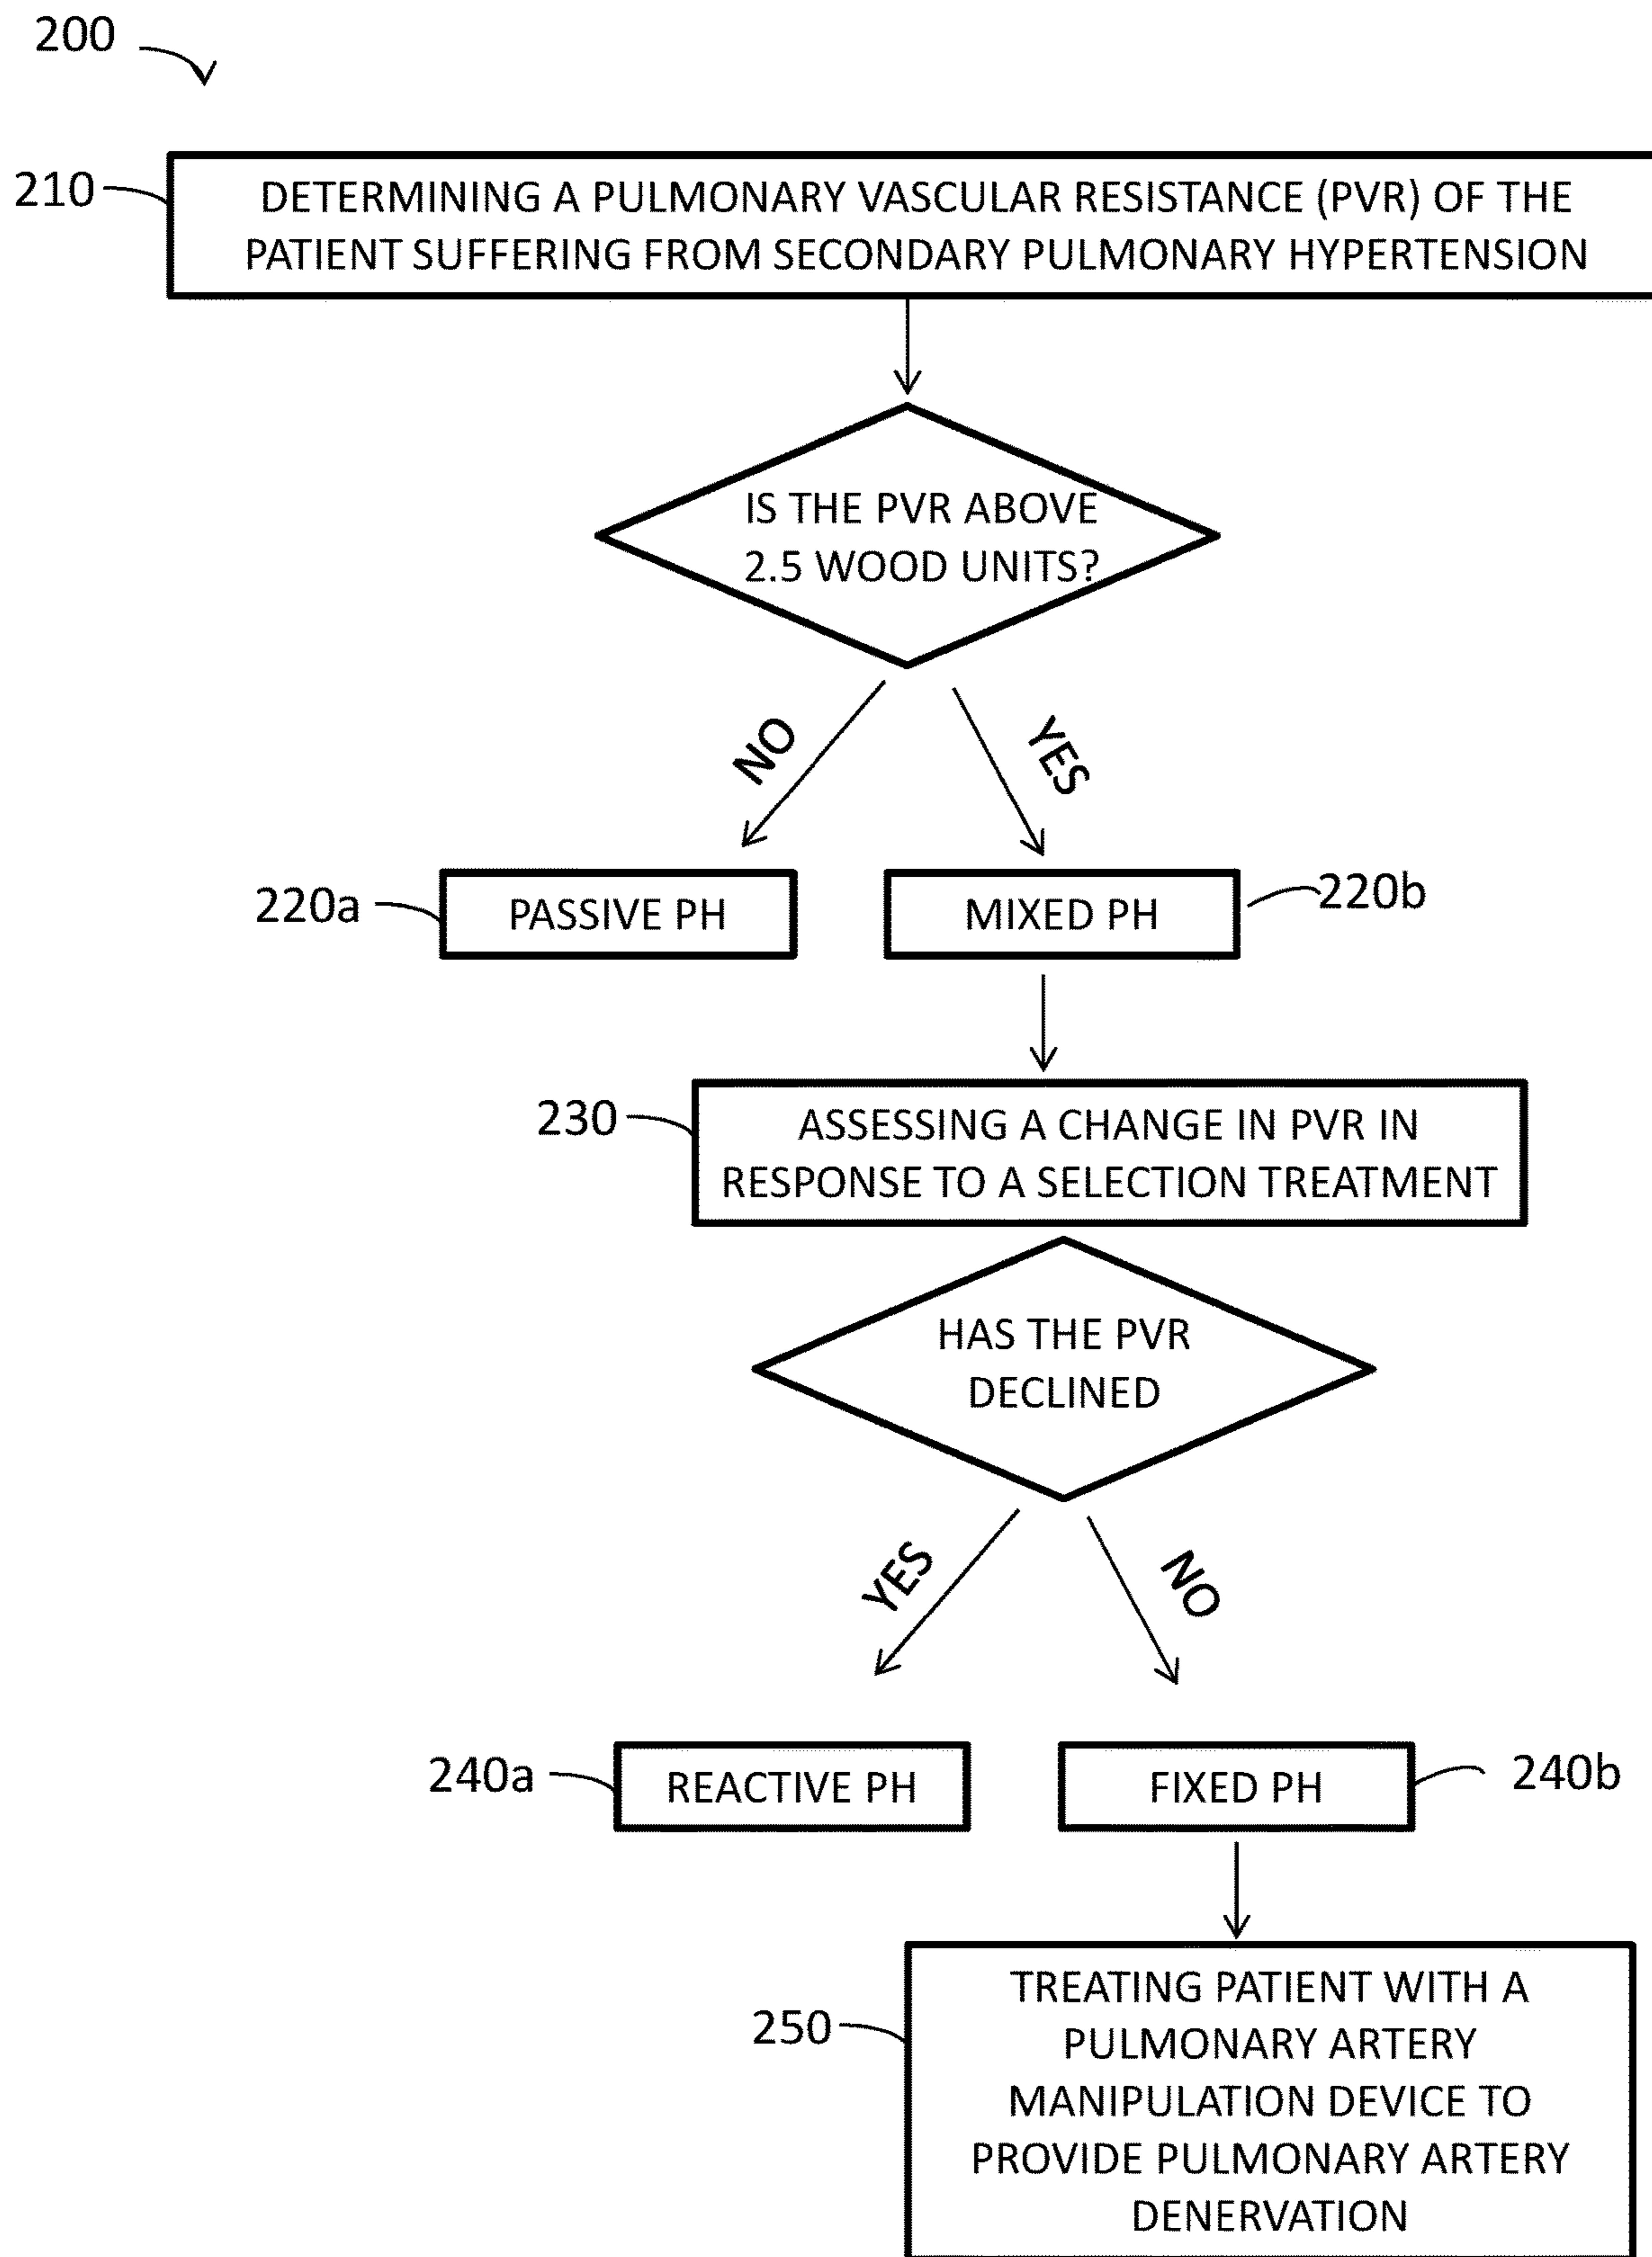 200
210
DETERMINING A PULMONARY VASCULAR RESISTANCE (PVR) OF THE
PATIENT SUFFERING FROM SECONDARY PULMONARY HYPERTENSION
IS THE PVR ABOVE
2.5 WOOD UNITS?
NO
YES
220a
PASSIVE PH
MIXED PH
220b
230
ASSESSING A CHANGE IN PVR IN
RESPONSE TO A SELECTION TREATMENT
HAS THE PVR
DECLINED
YES
NO
240a
REACTIVE PH
FIXED PH
240b
250
TREATING PATIENT WITH A
PULMONARY ARTERY
MANIPULATION DEVICE TO
PROVIDE PULMONARY ARTERY
DENERVATION